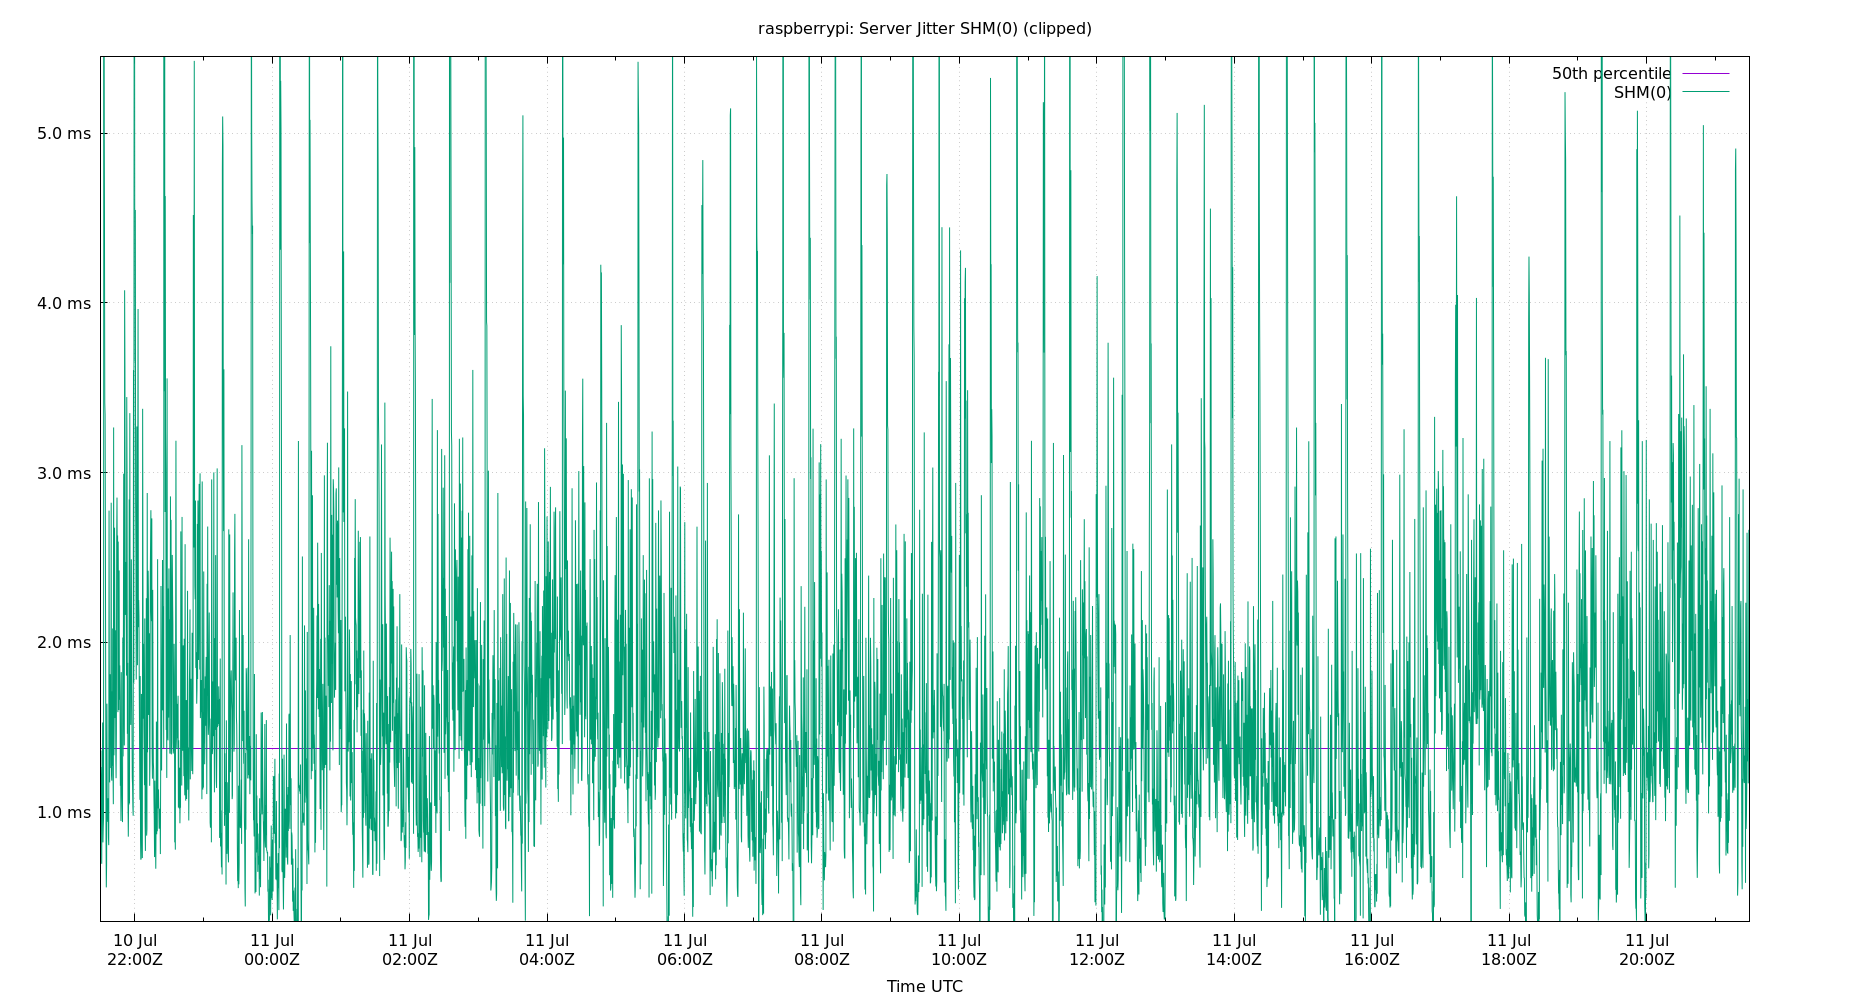 raspberrypi: Server Jitter SHM(0) (clipped)
50th percentile
SHM(0)
5.0 ms
4.0 ms
3.0 ms
2.0 ms
1.0 ms
10 Jul 11 Jul 11 Jul 11 Jul 11 Jul 11 Jul 11 Jul 11 Jul 11 Jul 11 Jul 11 Jul 11 Jul
22:00Z 00:00Z 02:00Z 04:00Z 06:00Z 08:00Z 10:00Z 12:00Z 14:00Z 16:00Z 18:00Z 20:00Z
Time UTC